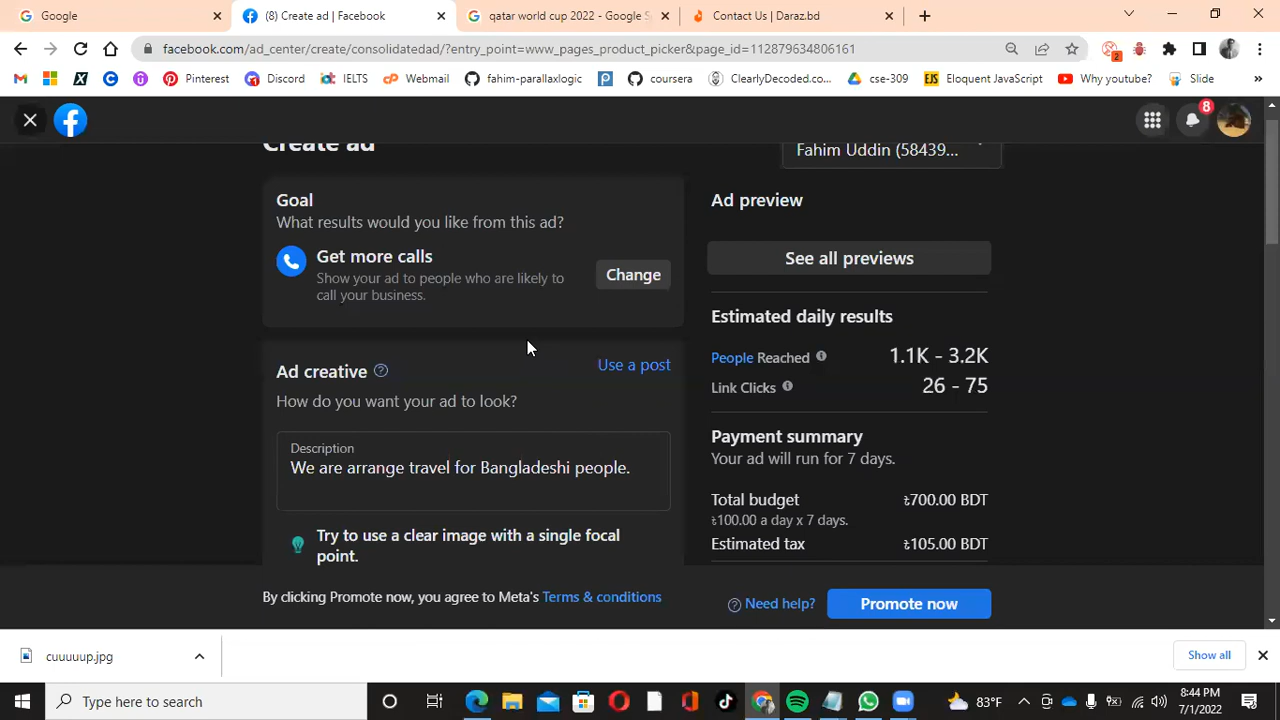 Google
(8) Create ad | Facebook
qatar world cup 2022 - Google S
Contact Us | Daraz.bd
facebook.com/ad_center/create/consolidatedad/?entry_point=www_pages_product_picker&page_id=112879654806161
2
Pinterest
Discord
IELTS
Webmail
fahim-parallaxlogic
coursera
ClearlyDecoded.co...
cse-309
Eloquent JavaScript
Why youtube?
Slide
8
Create ad
Fahim Uddin (58439...
Goal
What results would you like from this ad?
Get more calls
Show your ad to people who are likely to
call your business.
Change
Ad creative
Use a post
How do you want your ad to look?
Description
We are arrange travel for Bangladeshi people.
Try to use a clear image with a single focal
point.
Ad preview
See all previews
Estimated daily results
People Reached
1.1K - 3.2K
Link Clicks
26 - 75
Payment summary
Your ad will run for 7 days.
Total budget
৳700.00 BDT
৳100.00 a day x 7 days.
Estimated tax
৳105.00 BDT
By clicking Promote now, you agree to Meta's Terms & conditions
Need help?
Promote now
cuuuuup.jpg
Show all
Type here to search
83°F
8:44 PM
7/1/2022